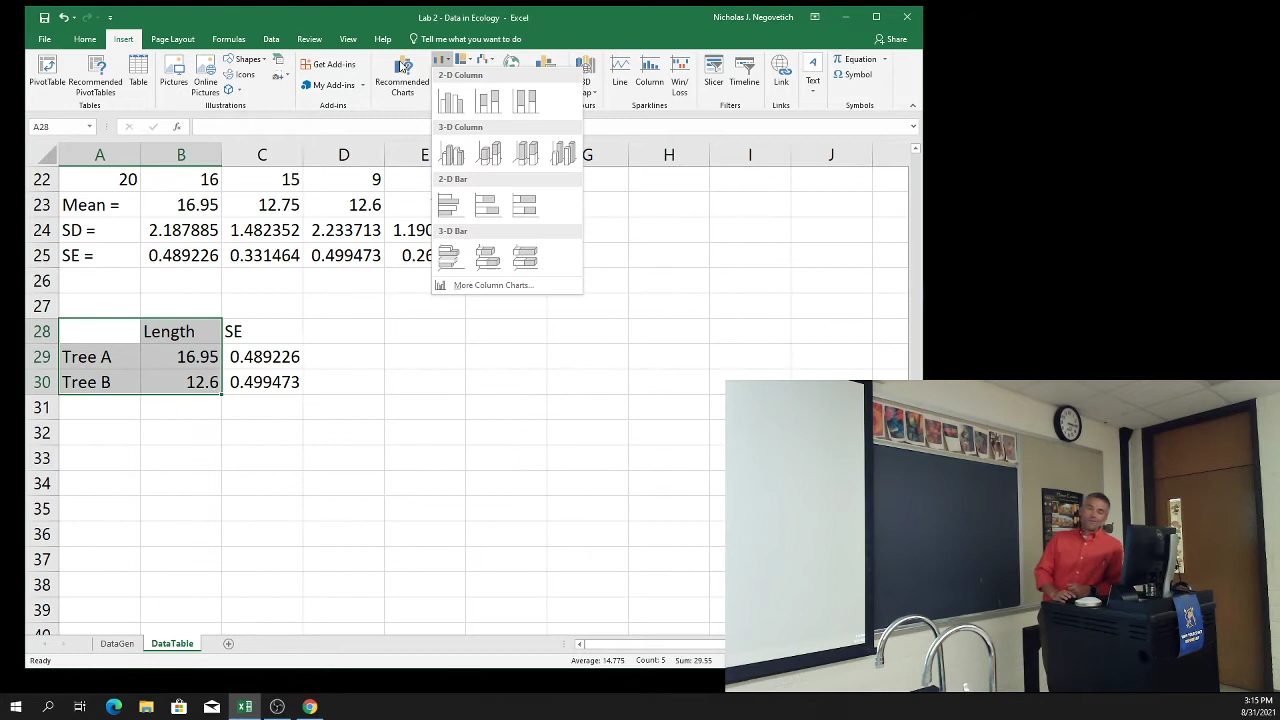 Lab 2 - Data in Ecology - Excel
Nicholas J. Negovetich
File
Home
Insert
Page Layout
Formulas
Data
Review
View
Help
Tell me what you want to do
Share
PivotTable
Recommended PivotTables
Table
Tables
Pictures
Online Pictures
Shapes
Icons
Illustrations
Get Add-ins
My Add-ins
Add-ins
Recommended Charts
Line
Column
Win/Loss
Sparklines
Slicer
Timeline
Filters
Link
Links
Text
Equation
Symbol
Symbols
2-D Column
3-D Column
2-D Bar
3-D Bar
More Column Charts...
A28
fx
A B C D E G H I J
22 20 16 15 9
23 Mean = 16.95 12.75 12.6
24 SD = 2.187885 1.482352 2.233713 1.190
25 SE = 0.489226 0.331464 0.499473 0.26
26
27
28 Length SE
29 Tree A 16.95 0.489226
30 Tree B 12.6 0.499473
31
32
33
34
35
36
37
38
39
40
DataGen
DataTable
Ready
Average: 14.775 Count: 5 Sum: 29.55
3:15 PM
8/31/2021